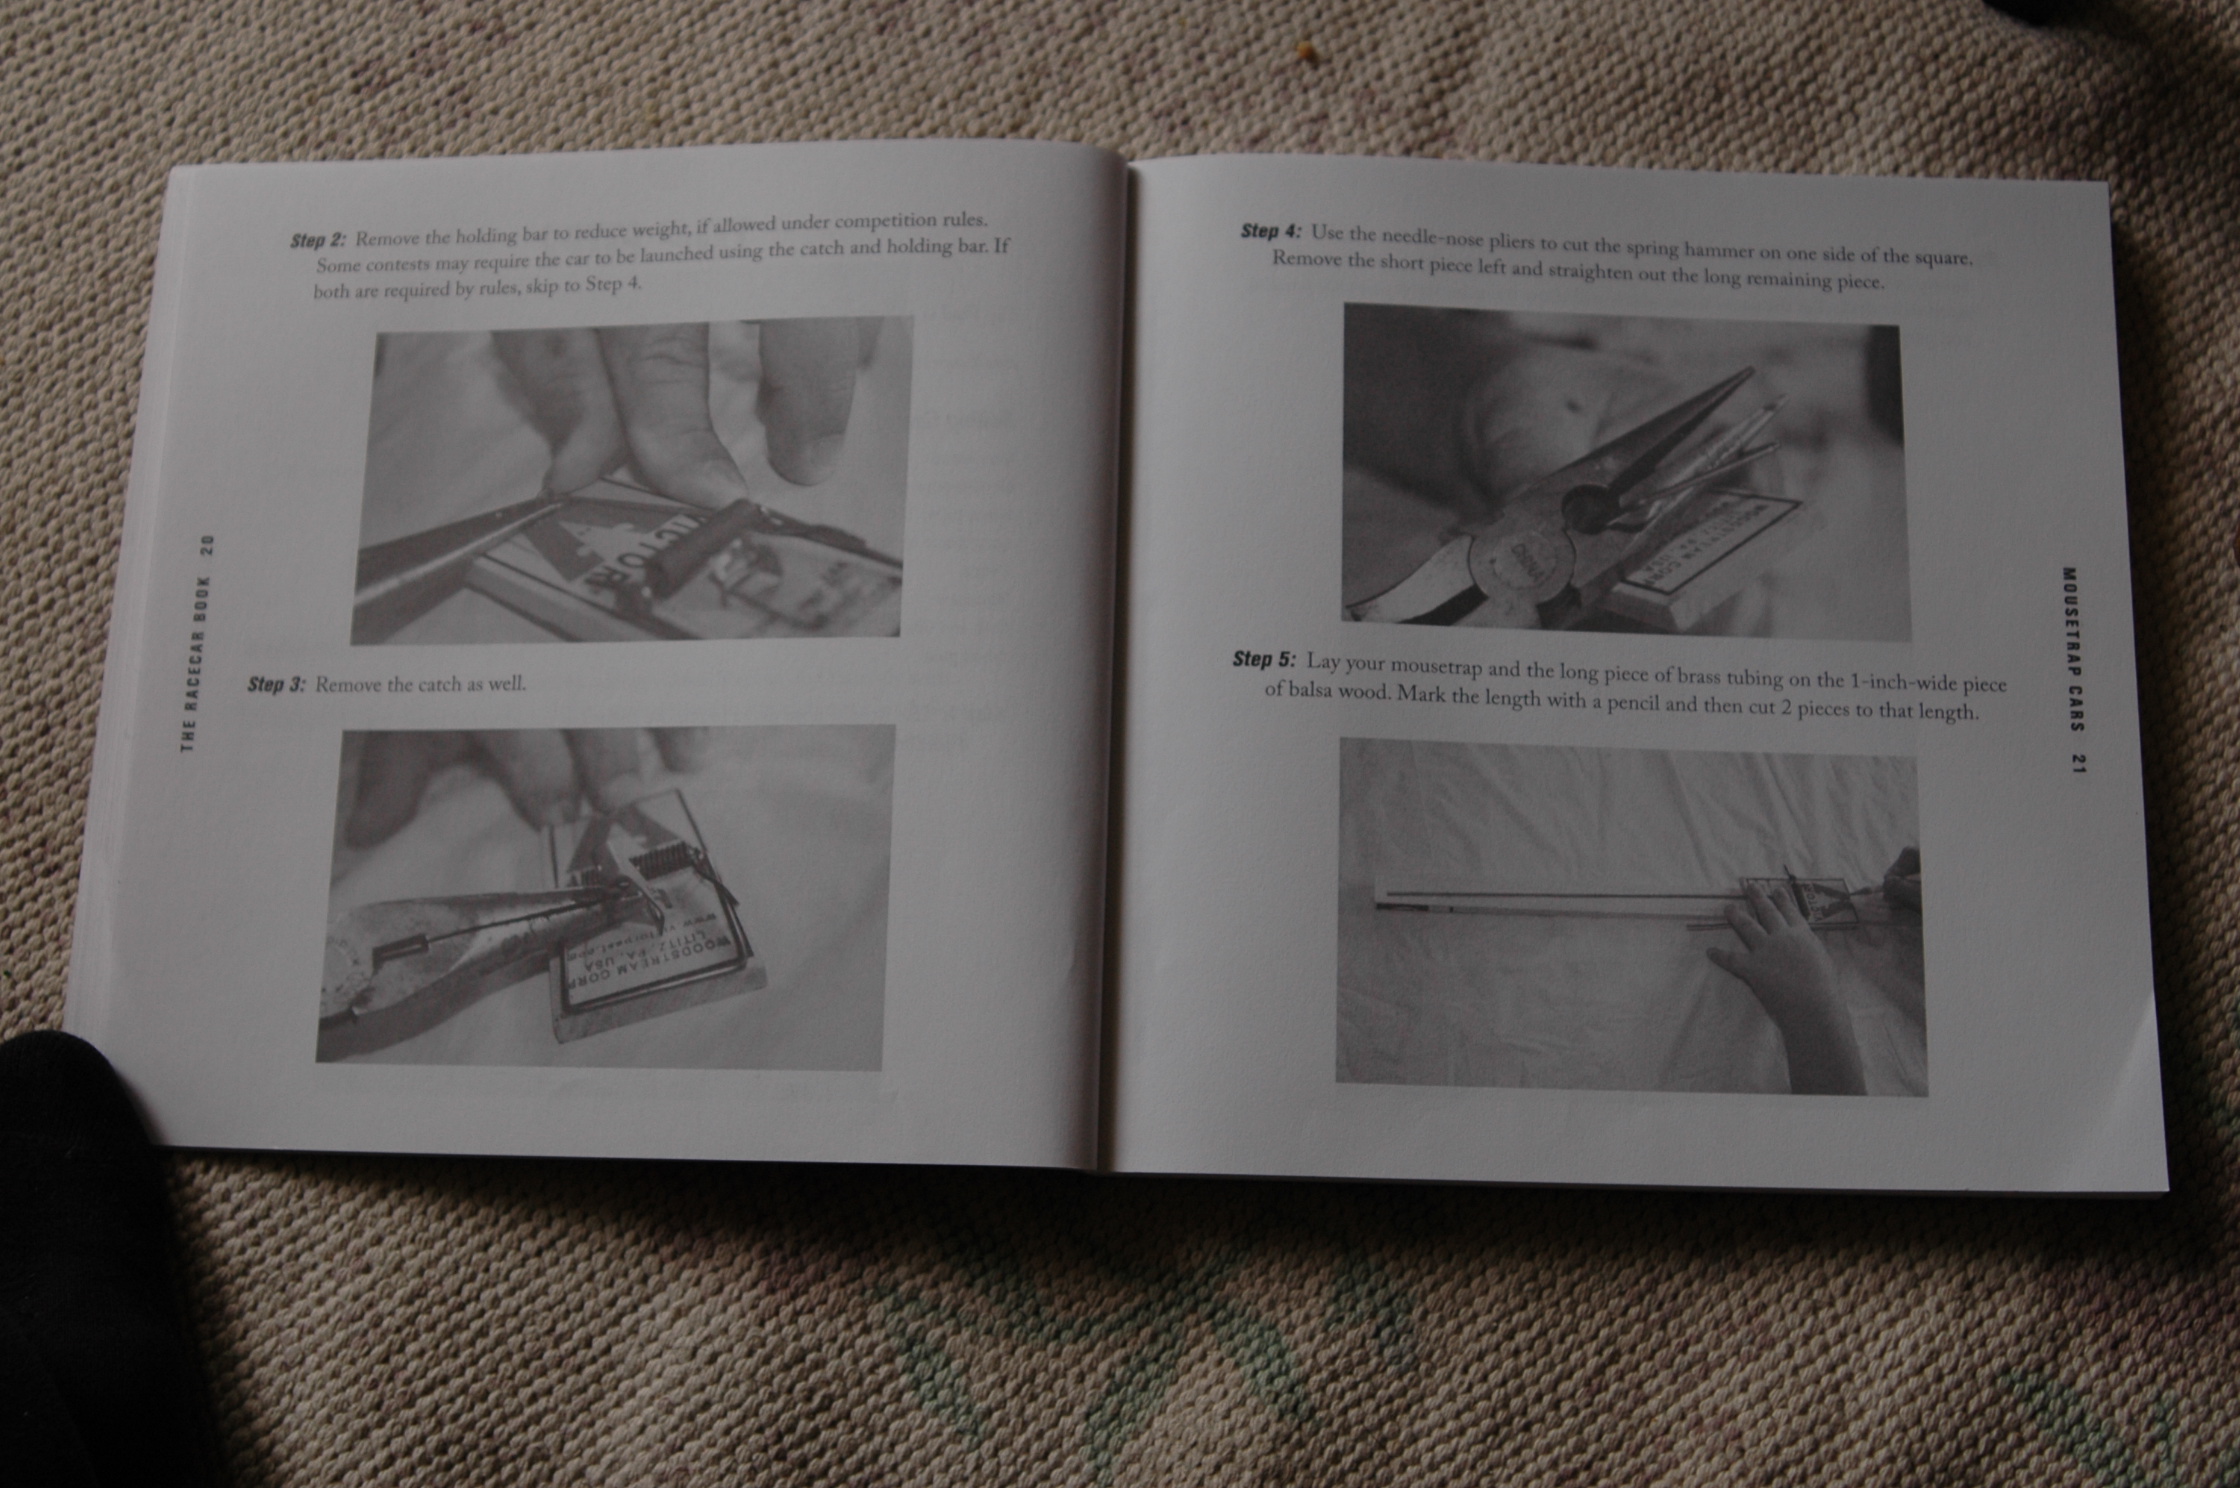 Step 2: Remove the holding bar to reduce weight, if allowed under competition rules.
Some contests may require the car to be launched using the catch and holding bar. If
both are required by rules, skip to Step 4.
VICTOR
Step 3: Remove the catch as well.
WOODSTREAM CORP
LITITZ, PA, USA
THE RACECAR BOOK 20
Step 4: Use the needle-nose pliers to cut the spring hammer on one side of the square.
Remove the short piece left and straighten out the long remaining piece.
CHINA
WOODSTREAM CORP
USA
Step 5: Lay your mousetrap and the long piece of brass tubing on the 1-inch-wide piece
of balsa wood. Mark the length with a pencil and then cut 2 pieces to that length.
VICTOR
MOUSETRAP CARS 21